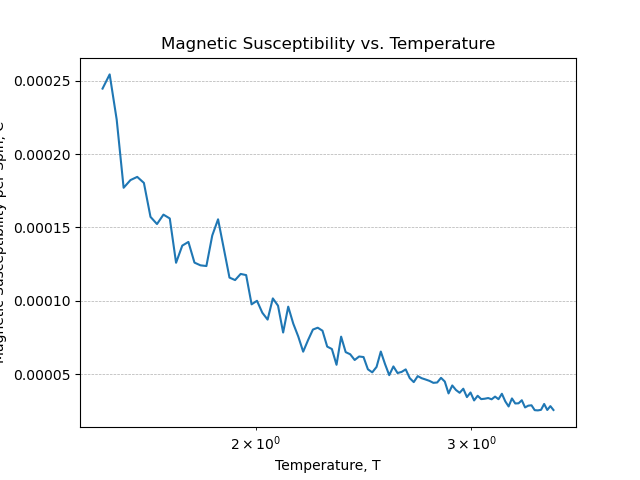 Magnetic Susceptibility vs. Temperature
Magnetic Susceptibility per Spin, C
0.00025
0.00020
0.00015
0.00010
0.00005
2 × 10⁰
3 × 10⁰
Temperature, T